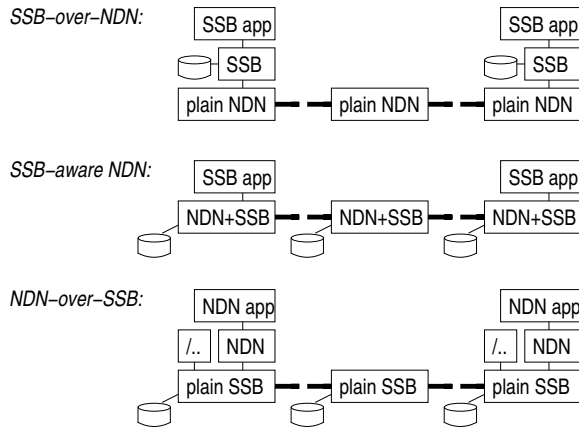 SSB–over–NDN:
SSB app SSB app
SSB SSB
plain NDN plain NDN plain NDN
SSB–aware NDN:
SSB app SSB app
NDN+SSB NDN+SSB NDN+SSB
NDN–over–SSB:
NDN app NDN app
/.. NDN /.. NDN
plain SSB plain SSB plain SSB